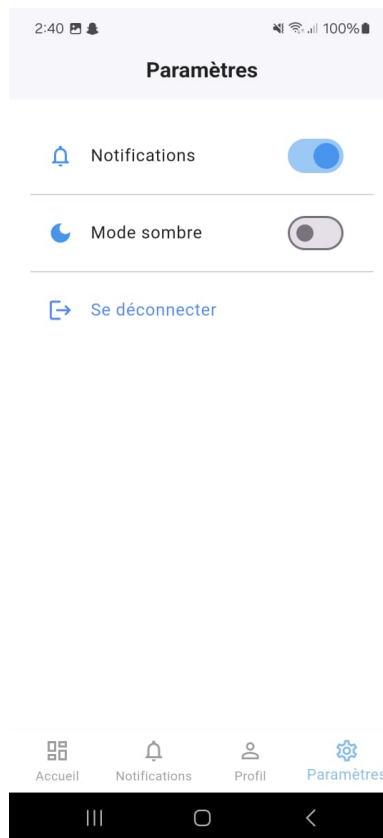 2:40 100%
Paramètres
Notifications
Mode sombre
Se déconnecter
Accueil Notifications Profil Paramètres